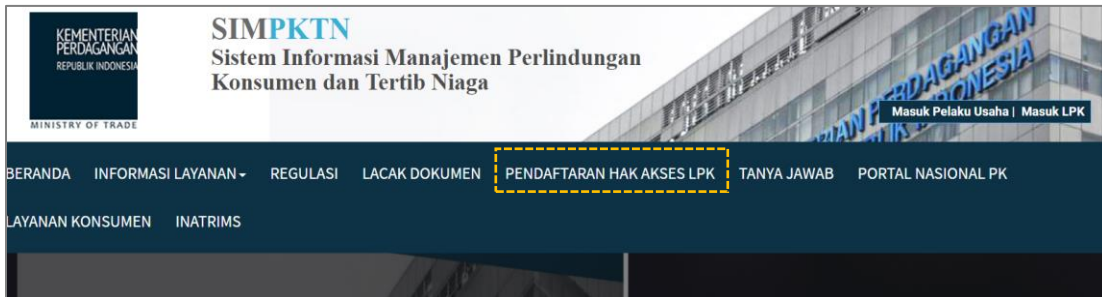 KEMENTERIAN
PERDAGANGAN
REPUBLIK INDONESIA
MINISTRY OF TRADE
SIMPKTN
Sistem Informasi Manajemen Perlindungan
Konsumen dan Tertib Niaga
PERDAGANGAN
INDONESIA
Masuk Pelaku Usaha | Masuk LPK
BERANDA INFORMASI LAYANAN REGULASI LACAK DOKUMEN PENDAFTARAN HAK AKSES LPK TANYA JAWAB PORTAL NASIONAL PK
LAYANAN KONSUMEN INATRIMS